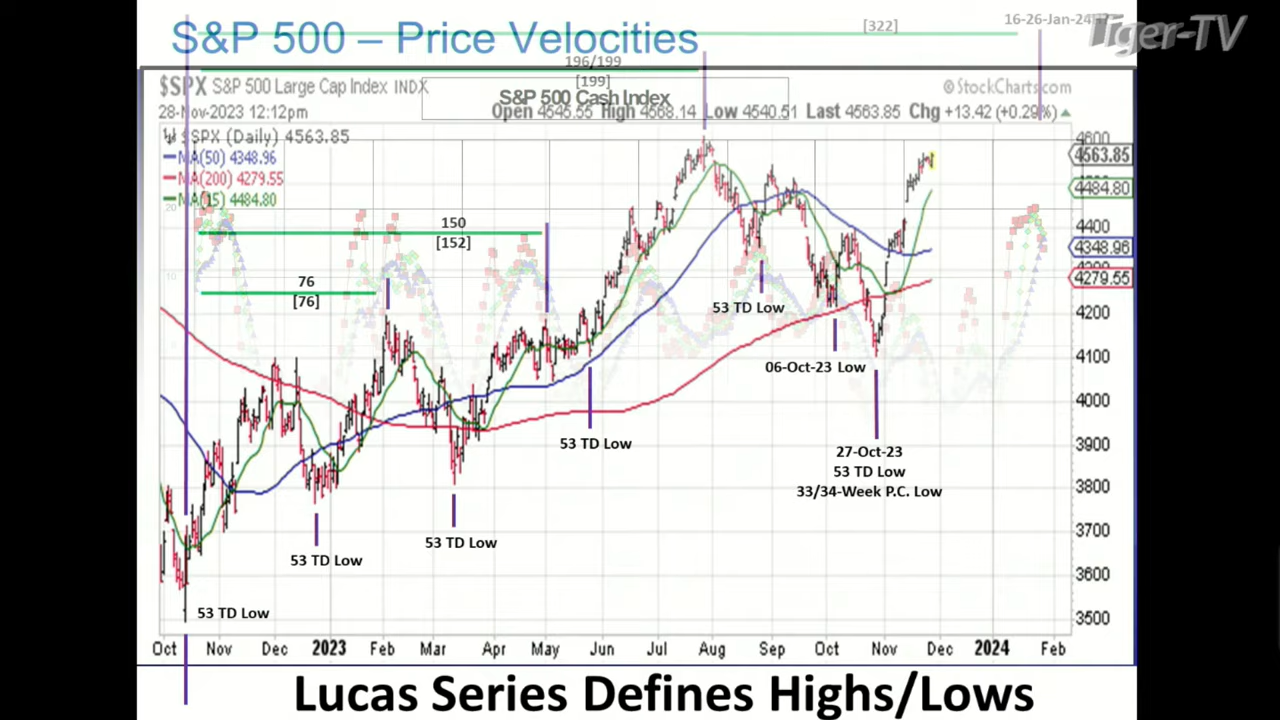 [322]
16-26-Jan-24
Tiger-TV
S&P 500 – Price Velocities
196/199
[199]
$SPX S&P 500 Large Cap Index INDX
© StockCharts.com
S&P 500 Cash Index
28-Nov-2023 12:12pm
Open 4545.55 High 4568.14 Low 4540.51 Last 4563.85 Chg +13.42 (+0.29%)
$SPX (Daily) 4563.85
MA(50) 4348.96
MA(200) 4279.55
MA(15) 4484.80
4600
4563.85
4484.80
4400
4348.96
4279.55
4200
4100
4000
3900
3800
3700
3600
3500
20
10
150
[152]
76
[76]
53 TD Low
06-Oct-23 Low
53 TD Low
27-Oct-23
53 TD Low
33/34-Week P.C. Low
53 TD Low
53 TD Low
53 TD Low
Oct Nov Dec 2023 Feb Mar Apr May Jun Jul Aug Sep Oct Nov Dec 2024 Feb
Lucas Series Defines Highs/Lows